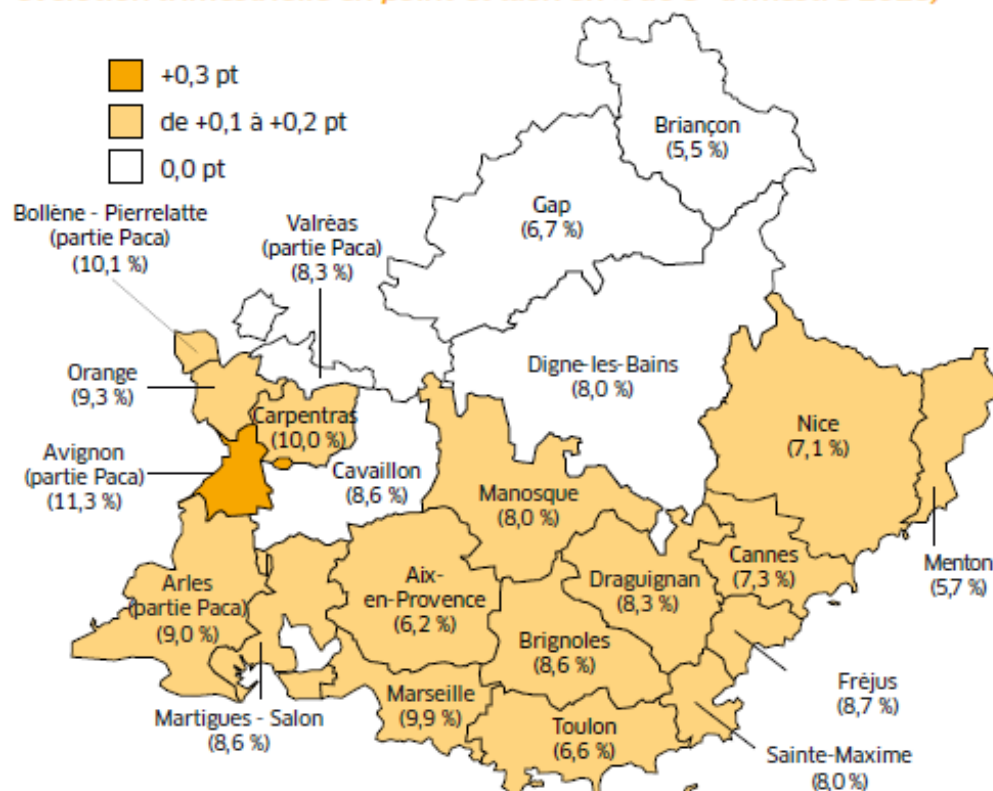 +0,3 pt
de +0,1 à +0,2 pt
0,0 pt
Briançon
(5,5 %)
Gap
(6,7 %)
Bollène - Pierrelatte
(partie Paca)
(10,1 %)
Valréas
(partie Paca)
(8,3 %)
Orange
(9,3 %)
Digne-les-Bains
(8,0 %)
Carpentras
(10,0 %)
Nice
(7,1 %)
Avignon
(partie Paca)
(11,3 %)
Cavaillon
(8,6 %)
Manosque
(8,0 %)
Cannes
(7,3 %)
Menton
(5,7 %)
Arles
(partie Paca)
(9,0 %)
Aix-
en-Provence
(6,2 %)
Draguignan
(8,3 %)
Brignoles
(8,6 %)
Fréjus
(8,7 %)
Marseille
(9,9 %)
Martigues - Salon
(8,6 %)
Toulon
(6,6 %)
Sainte-Maxime
(8,0%)